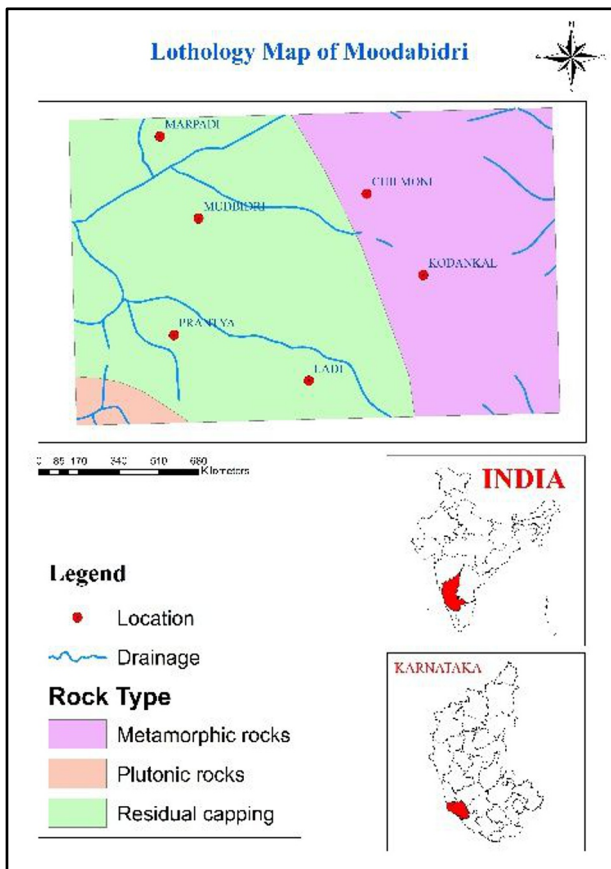 Lothology Map of Moodabidri
N
MARPADI
CHILMONI
MUDBIDRI
KODANKAL
PRANTYA
LADI
0 85 170 340 510 680
Kilometers
INDIA
Legend
Location
Drainage
Rock Type
Metamorphic rocks
Plutonic rocks
Residual capping
KARNATAKA